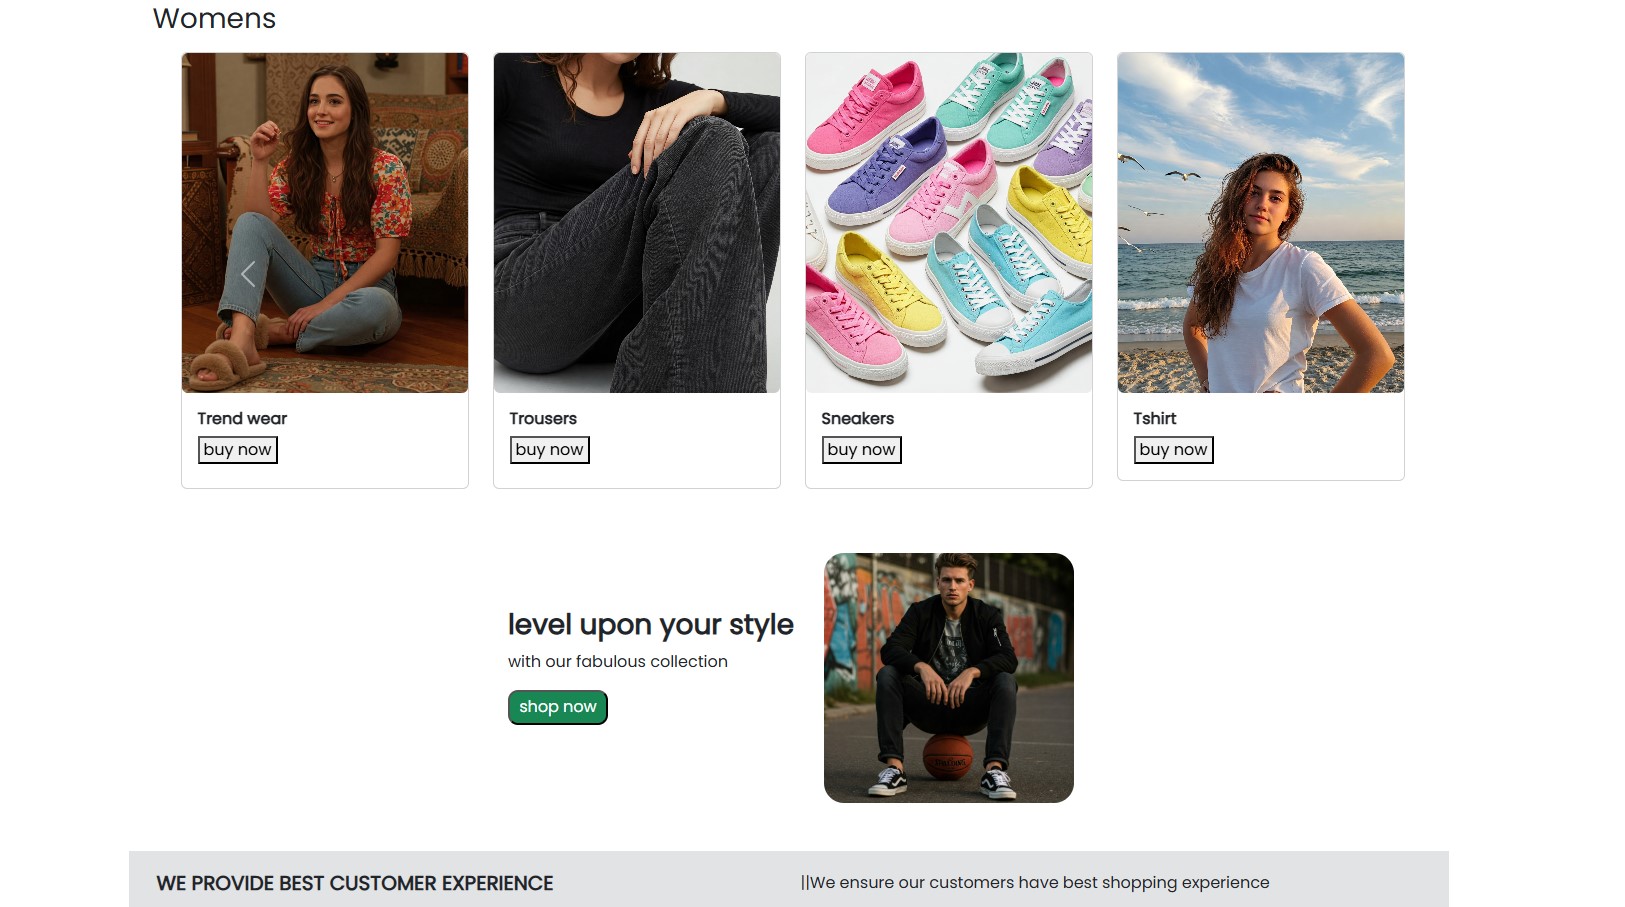 Womens
Trend wear
buy now
Trousers
buy now
Sneakers
buy now
Tshirt
buy now
level upon your style
with our fabulous collection
shop now
WE PROVIDE BEST CUSTOMER EXPERIENCE
||We ensure our customers have best shopping experience